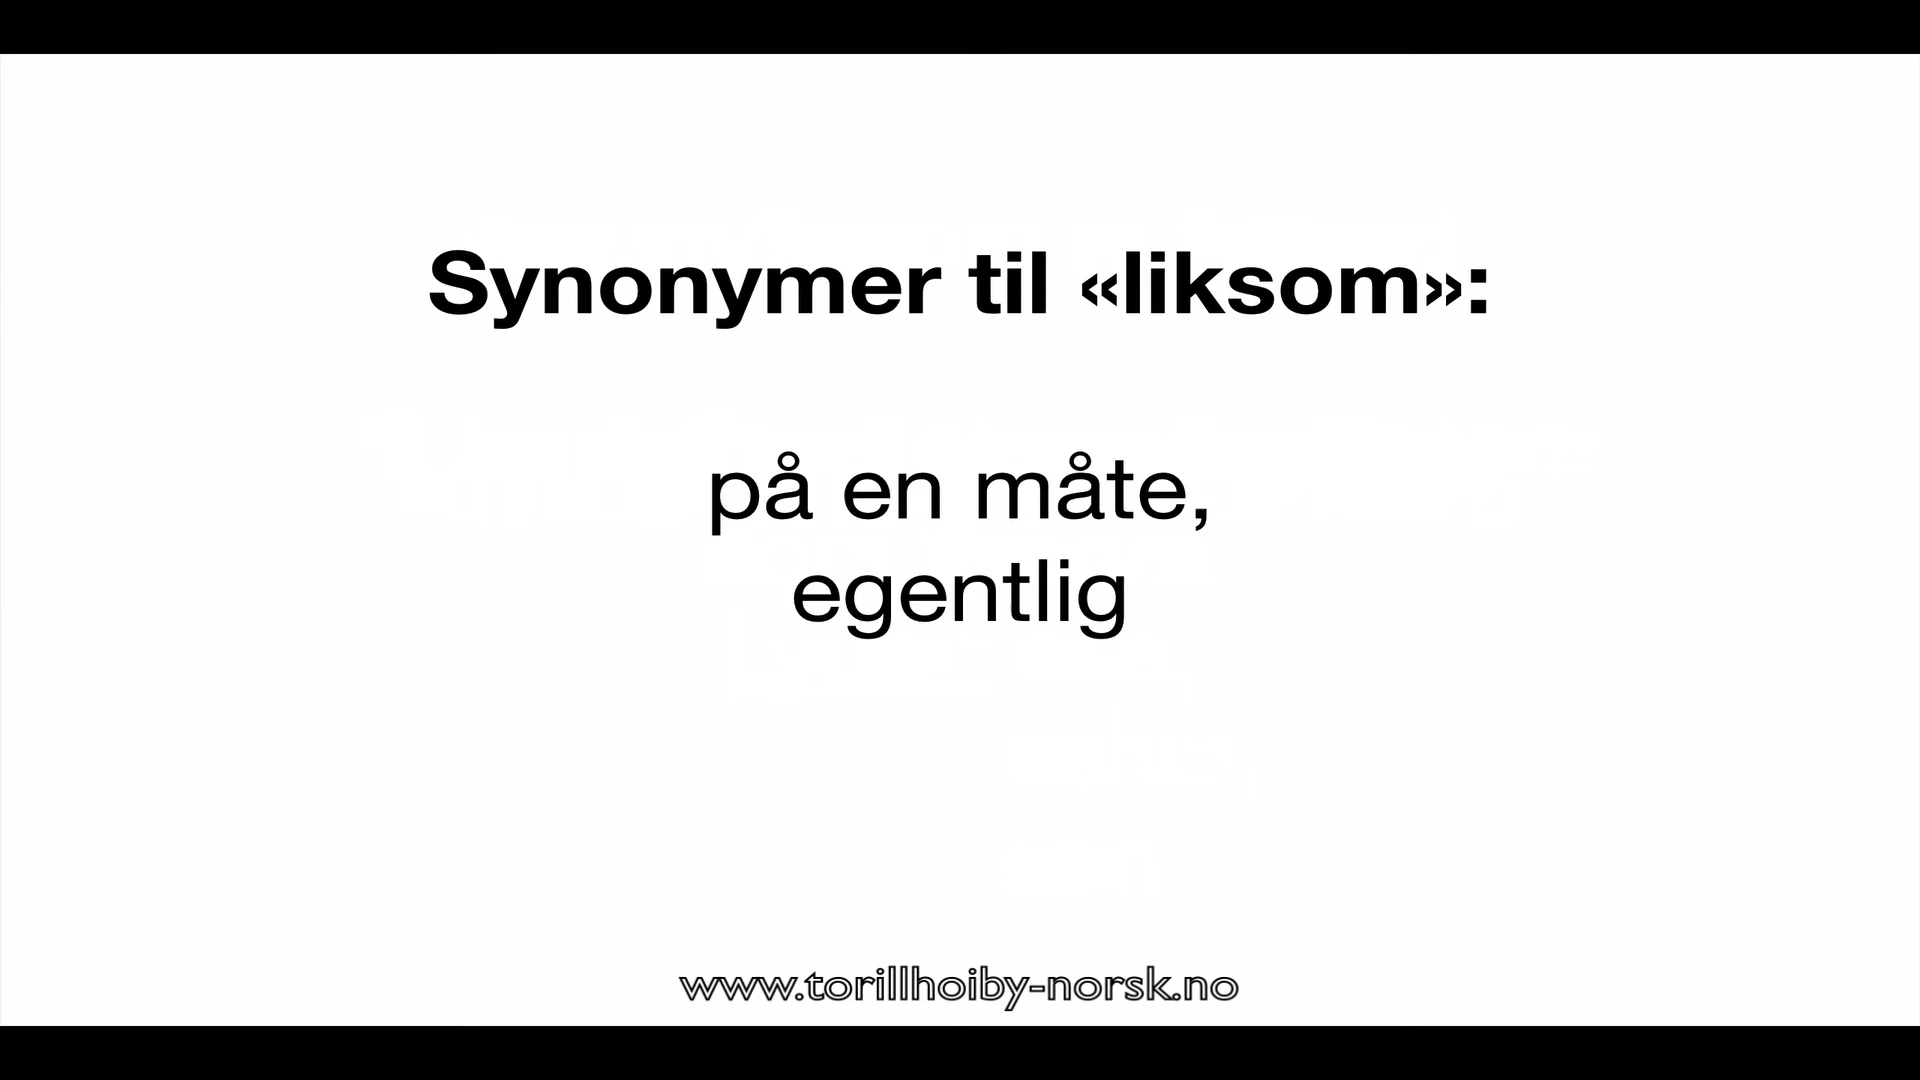 Synonymer til «liksom»:
på en måte,
egentlig
www.torillhoiby-norsk.no